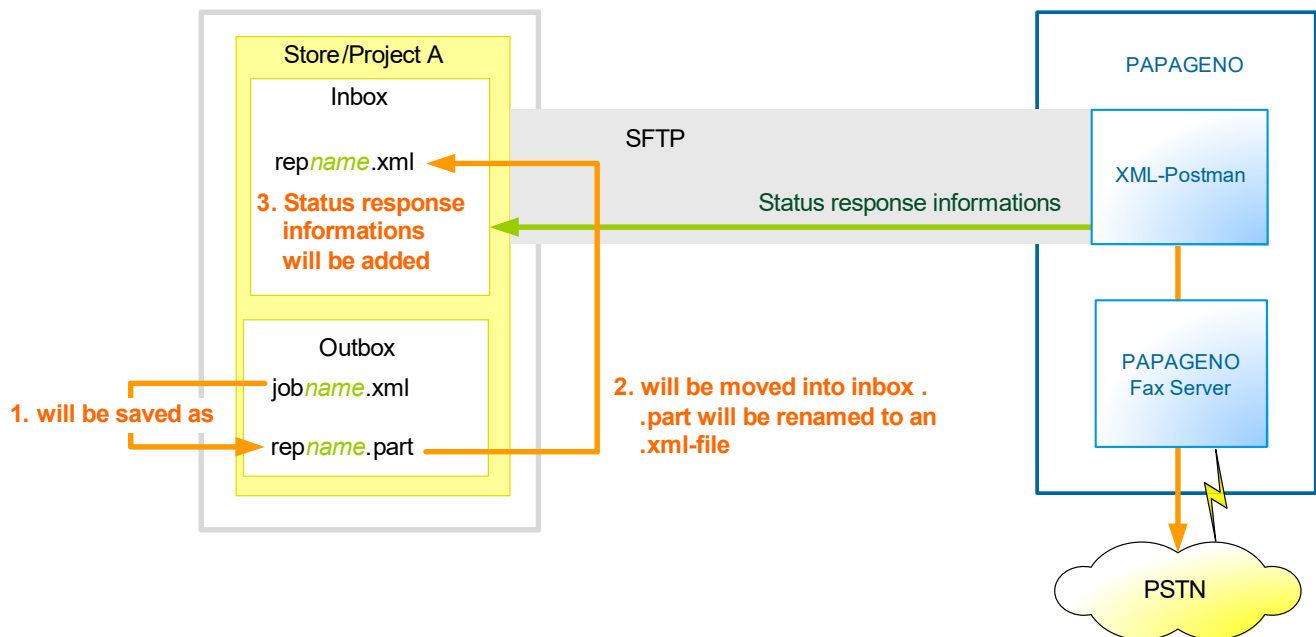 Store/Project A
Inbox
repname.xml
3. Status response
informations
will be added
Outbox
jobname.xml
1. will be saved as
repname.part
SFTP
Status response informations
2. will be moved into inbox .
.part will be renamed to an
.xml-file
PAPAGENO
XML-Postman
PAPAGENO
Fax Server
PSTN